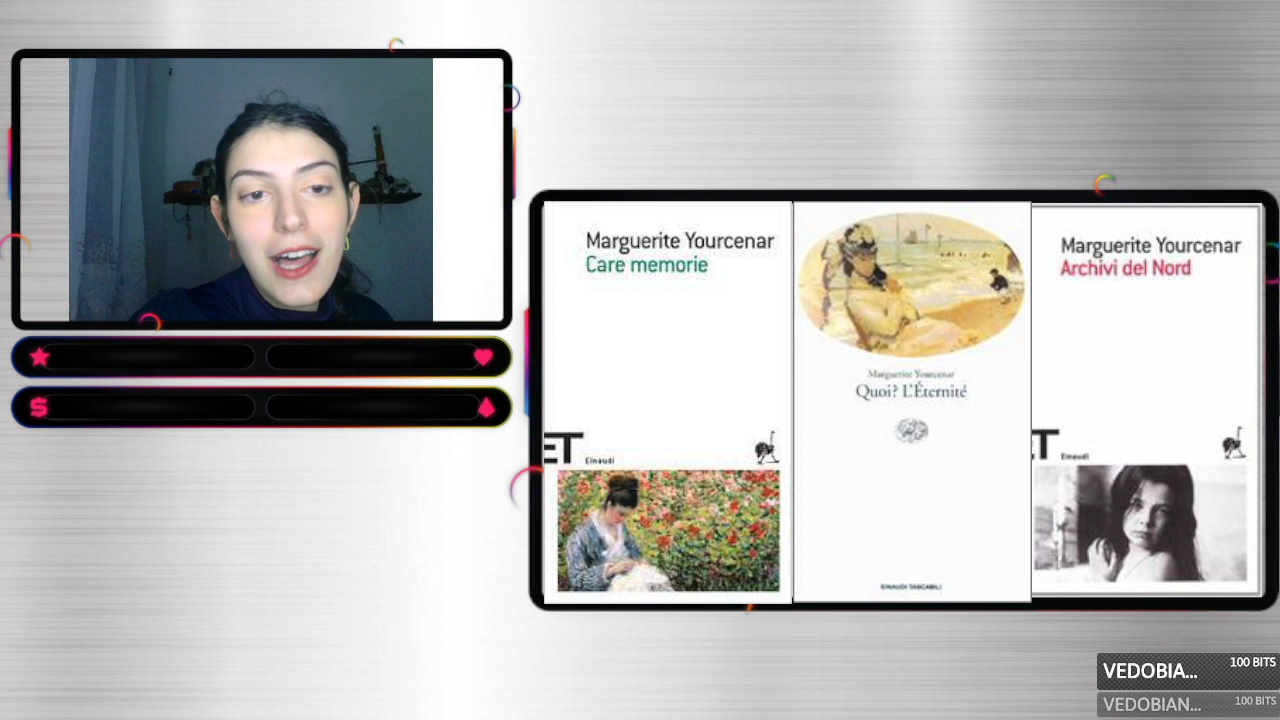 Marguerite Yourcenar
Care memorie
ET
Einaudi
Marguerite Yourcenar
Quoi? L'Éternité
EINAUDI TASCABILI
Marguerite Yourcenar
Archivi del Nord
ET
Einaudi
VEDOBIA...
100 BITS
VEDOBIAN...
100 BITS